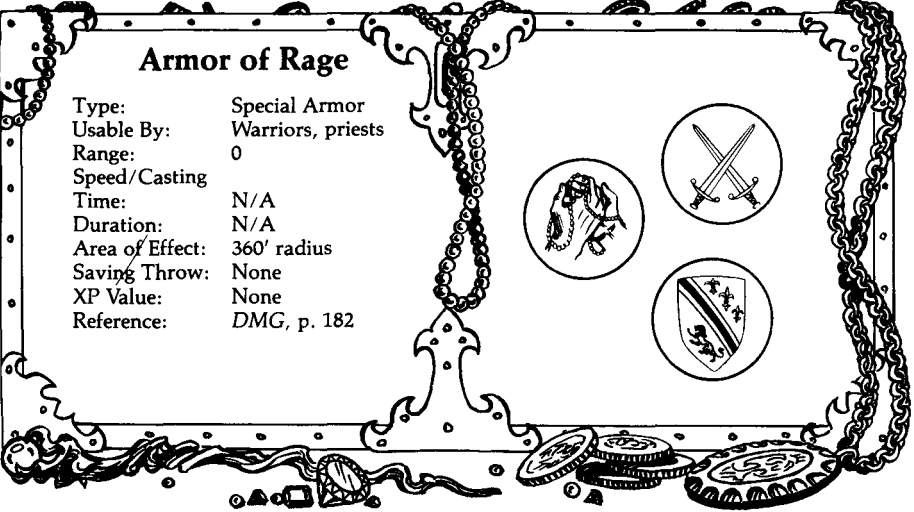 Armor of Rage
Type: Special Armor
Usable By: Warriors, priests
Range: 0
Speed/Casting
Time: N/A
Duration: N/A
Area of Effect: 360' radius
Saving Throw: None
XP Value: None
Reference: DMG, p. 182